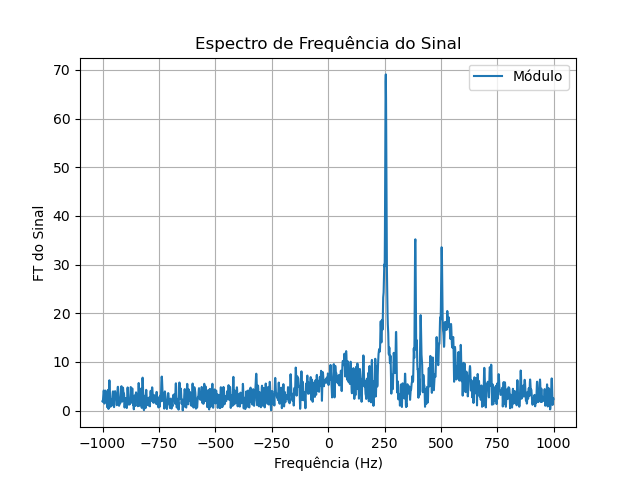 Espectro de Frequência do Sinal
Módulo
FT do Sinal
70
60
50
40
30
20
10
0
−1000 −750 −500 −250 0 250 500 750 1000
Frequência (Hz)